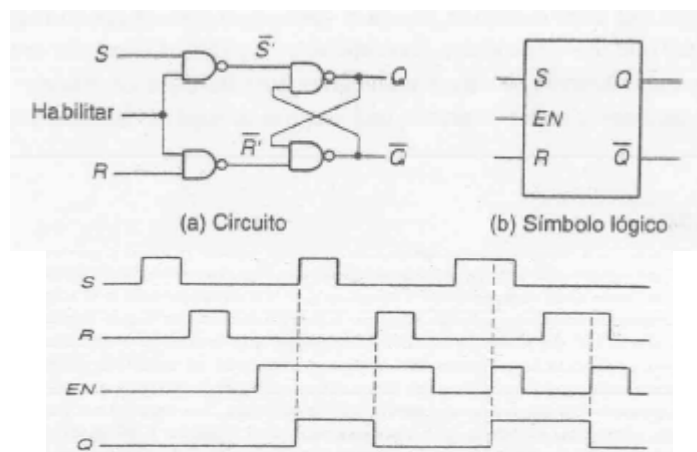 S
S̅'
Q
Habilitar
R̅'
Q̅
R
S Q
EN
R Q̅
(a) Circuito
(b) Símbolo lógico
S
R
EN
Q